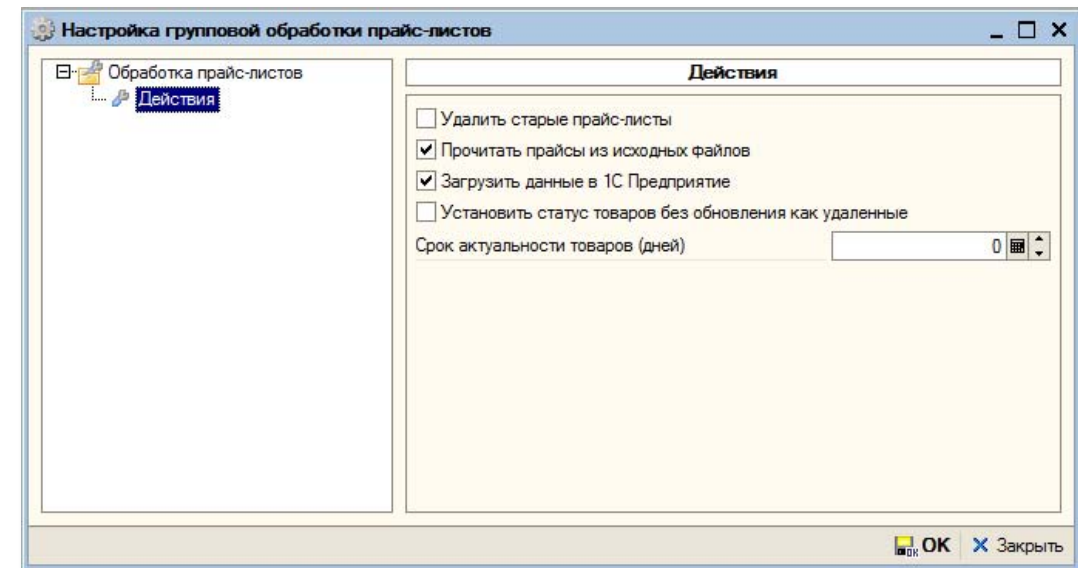 Настройка групповой обработки прайс-листов
Обработка прайс-листов
Действия
Действия
Удалить старые прайс-листы
Прочитать прайсы из исходных файлов
Загрузить данные в 1С Предприятие
Установить статус товаров без обновления как удаленные
Срок актуальности товаров (дней) 0
OK Закрыть